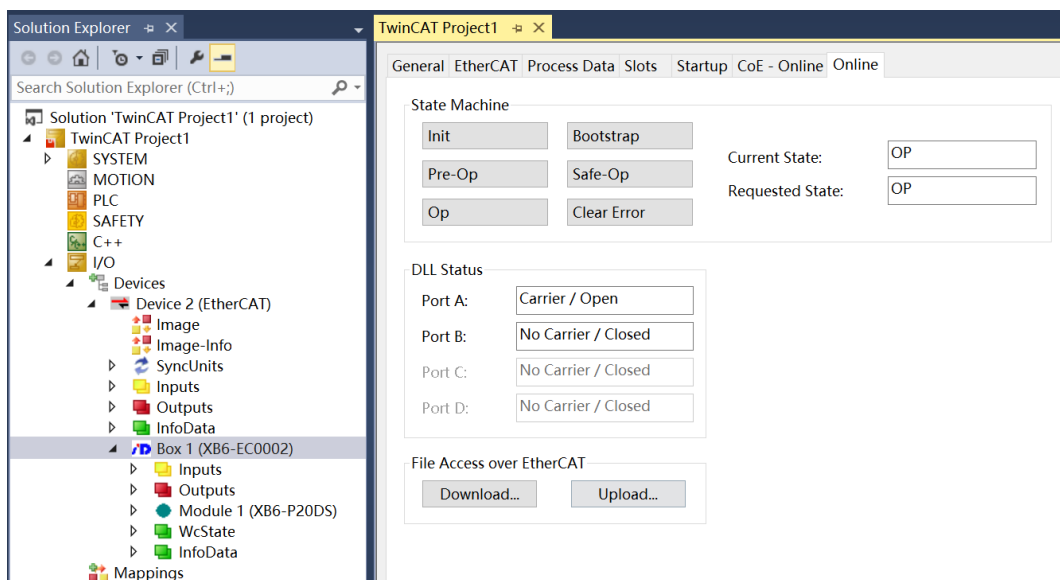 Solution Explorer
Search Solution Explorer (Ctrl+;)
Solution 'TwinCAT Project1' (1 project)
TwinCAT Project1
SYSTEM
MOTION
PLC
SAFETY
C++
I/O
Devices
Device 2 (EtherCAT)
Image
Image-Info
SyncUnits
Inputs
Outputs
InfoData
Box 1 (XB6-EC0002)
Inputs
Outputs
Module 1 (XB6-P20DS)
WcState
InfoData
Mappings
TwinCAT Project1
General EtherCAT Process Data Slots Startup CoE - Online Online
State Machine
Init Bootstrap
Pre-Op Safe-Op
Op Clear Error
Current State: OP
Requested State: OP
DLL Status
Port A: Carrier / Open
Port B: No Carrier / Closed
Port C: No Carrier / Closed
Port D: No Carrier / Closed
File Access over EtherCAT
Download... Upload...